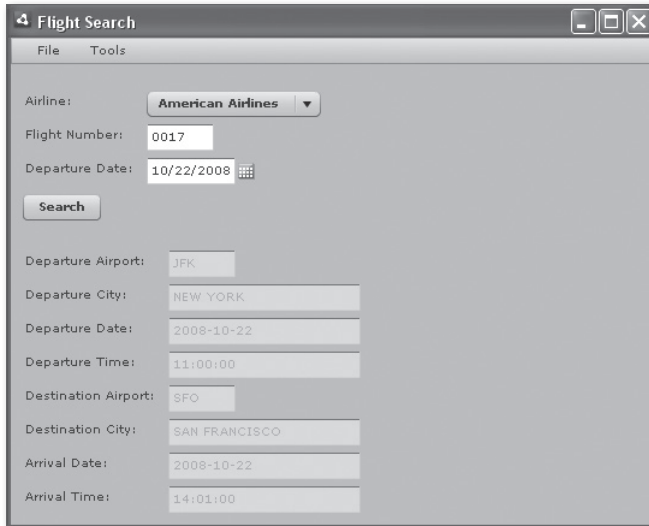 Flight Search
File Tools
Airline: American Airlines
Flight Number: 0017
Departure Date: 10/22/2008
Search
Departure Airport: JFK
Departure City: NEW YORK
Departure Date: 2008-10-22
Departure Time: 11:00:00
Destination Airport: SFO
Destination City: SAN FRANCISCO
Arrival Date: 2008-10-22
Arrival Time: 14:01:00